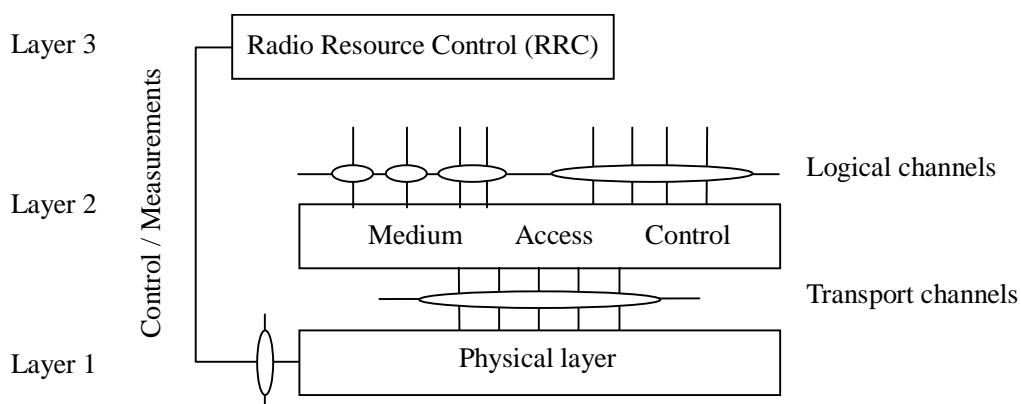 Layer 3
Radio Resource Control (RRC)
Control / Measurements
Logical channels
Layer 2
Medium Access Control
Transport channels
Layer 1
Physical layer